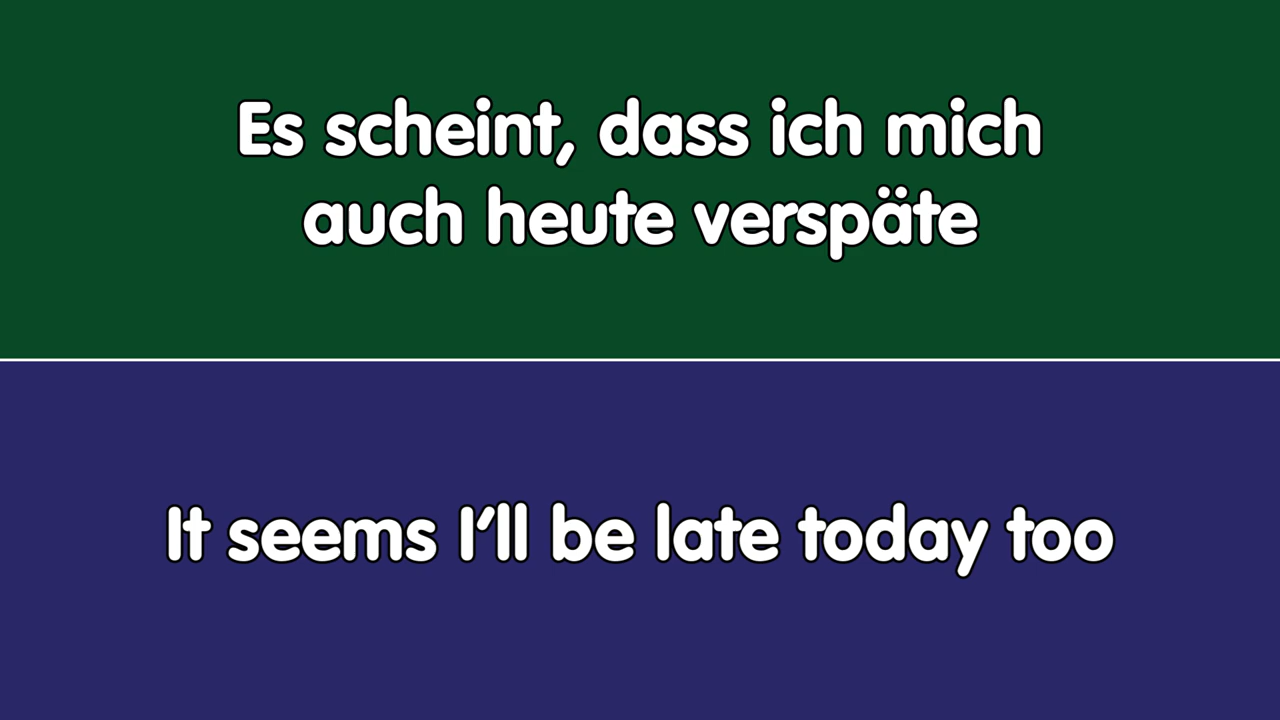 Es scheint, dass ich mich
auch heute verspäte
It seems I'll be late today too